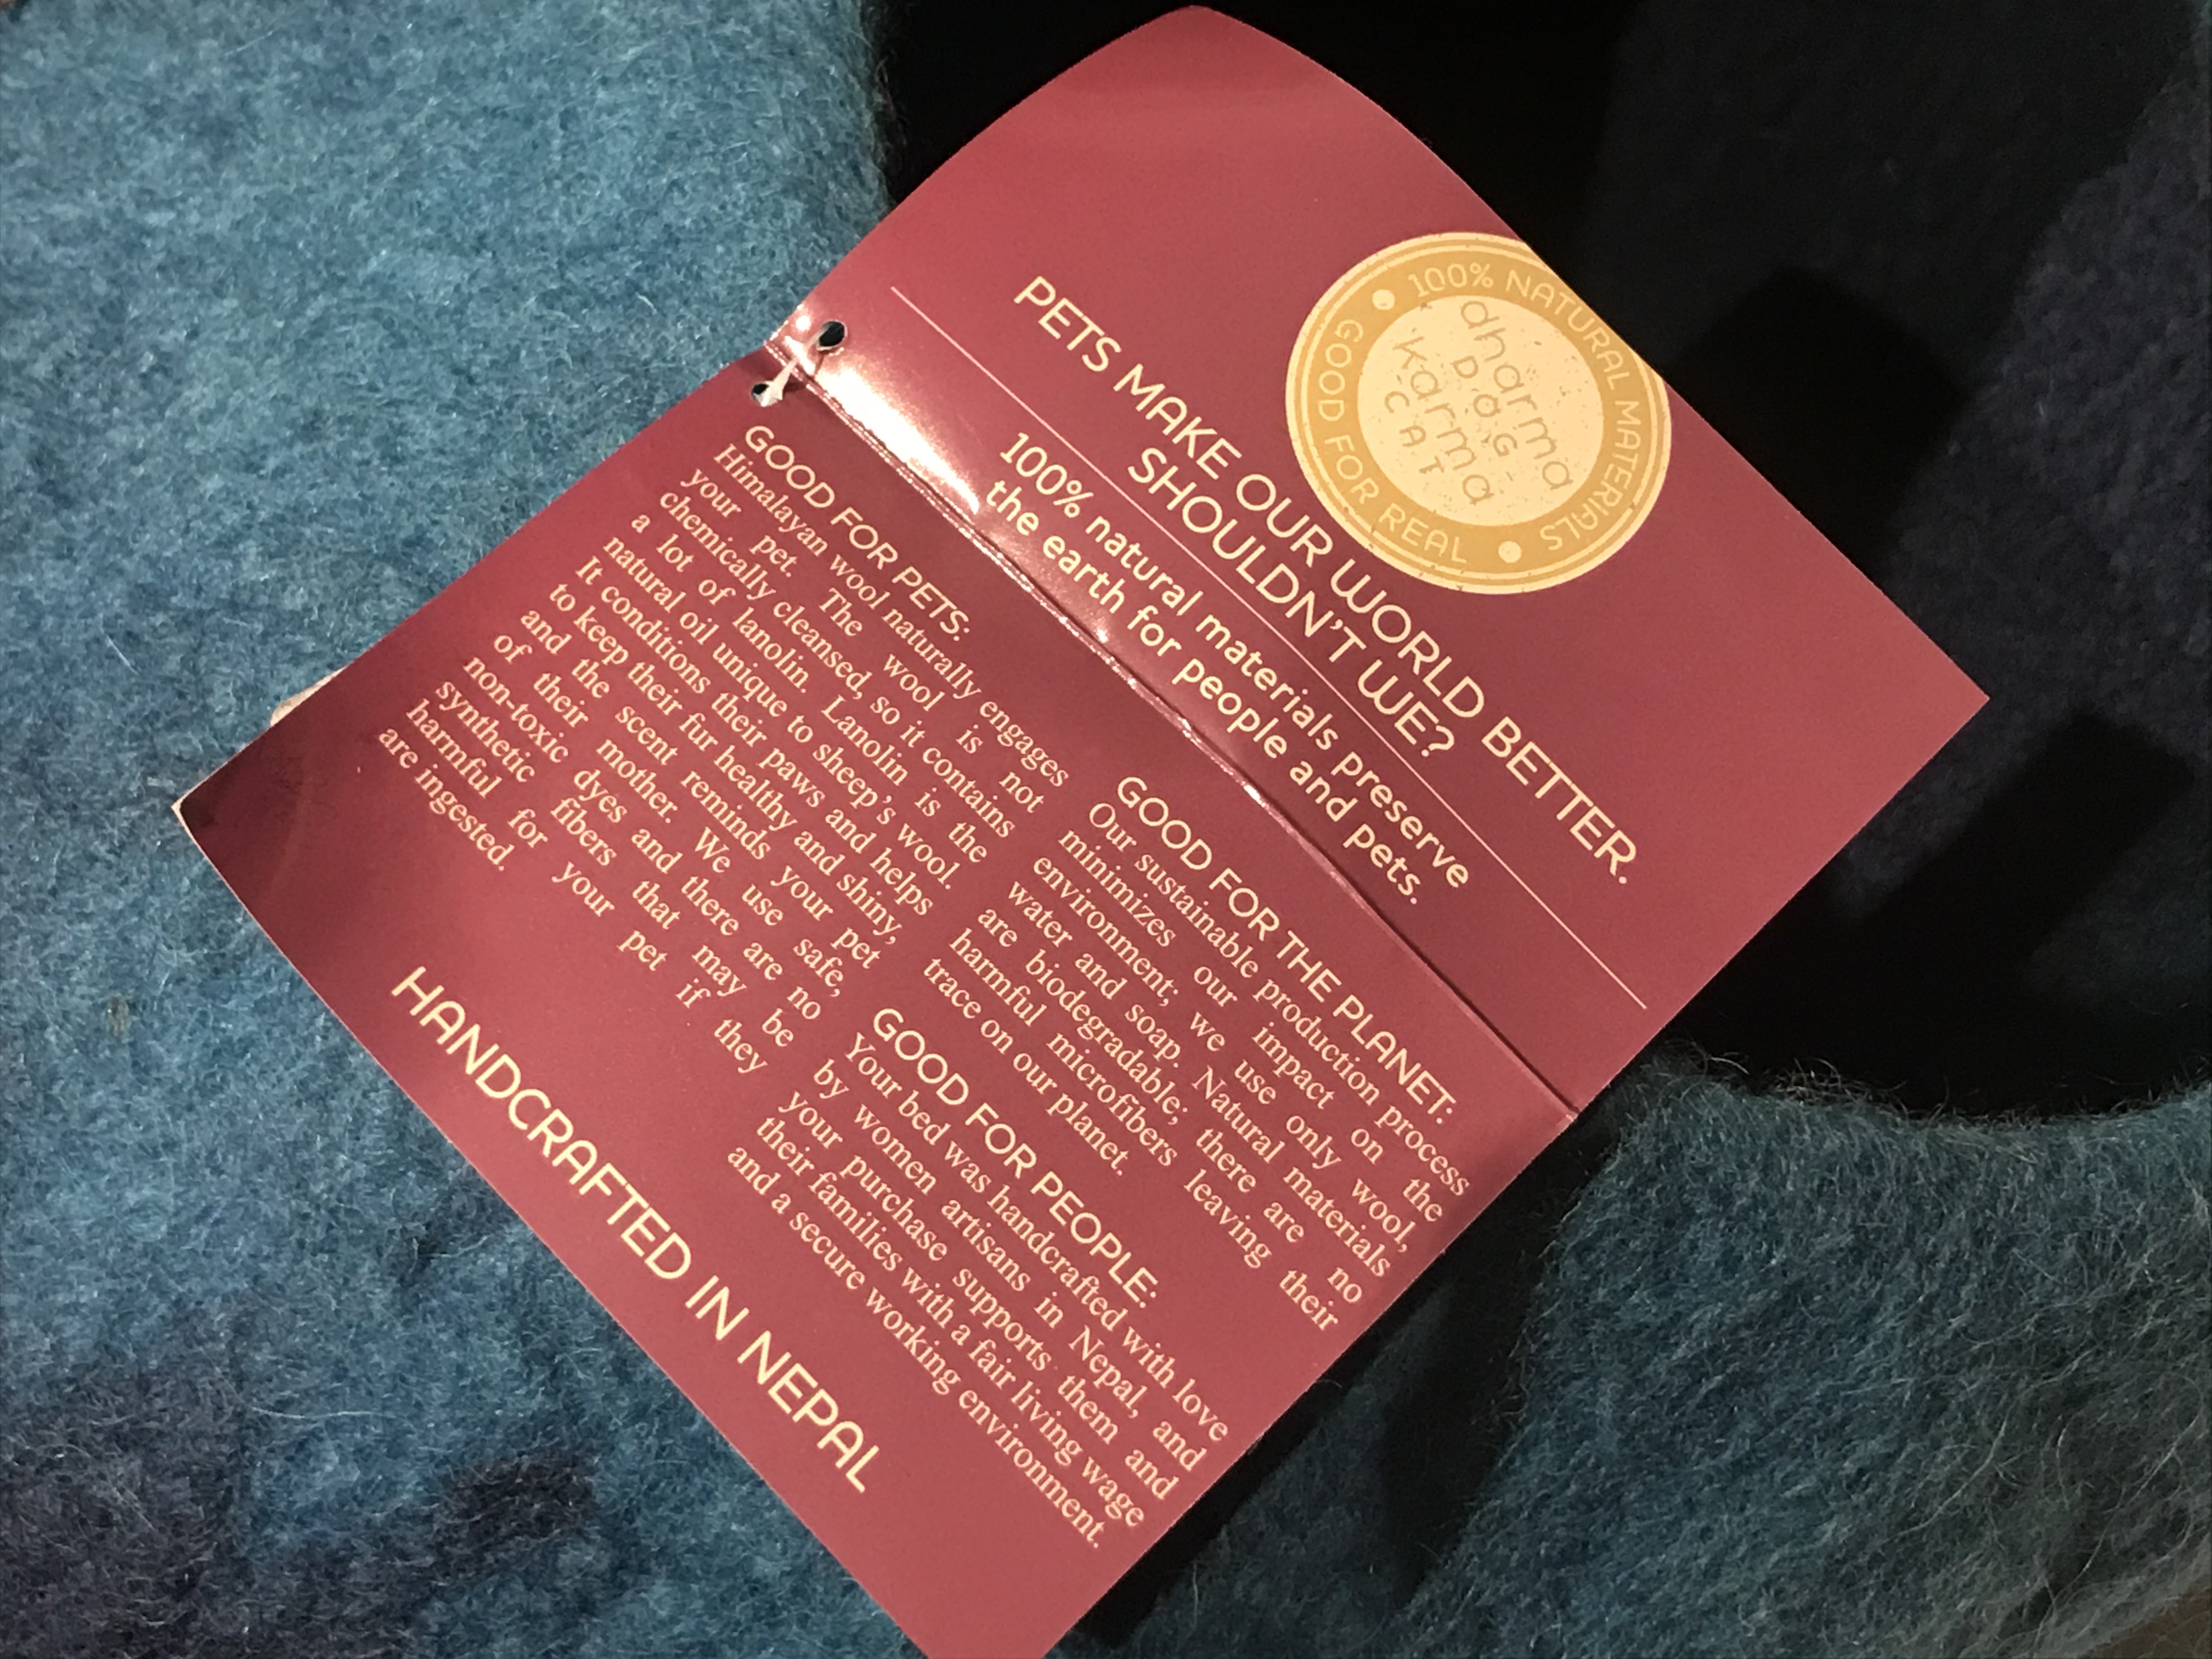 100% NATURAL MATERIALS
GOOD FOR REAL
dharma
DOG
karma
CAT
PETS MAKE OUR WORLD BETTER.
SHOULDN'T WE?
100% natural materials preserve
the earth for people and pets.
GOOD FOR PETS:
Himalayan wool naturally engages
your pet. The wool is not
chemically cleansed, so it contains
a lot of lanolin. Lanolin is the
natural oil unique to sheep's wool.
It conditions their paws and helps
to keep their fur healthy and shiny,
and the scent reminds your pet
of their mother. We use safe,
non-toxic dyes and there are no
synthetic fibers that may be
harmful for your pet if they
are ingested.
GOOD FOR THE PLANET:
Our sustainable production process
minimizes our impact on the
environment; we use only wool,
water and soap. Natural materials
are biodegradable; there are no
harmful microfibers leaving their
trace on our planet.
GOOD FOR PEOPLE:
Your bed was handcrafted with love
by women artisans in Nepal, and
your purchase supports them and
their families with a fair living wage
and a secure working environment.
HANDCRAFTED IN NEPAL